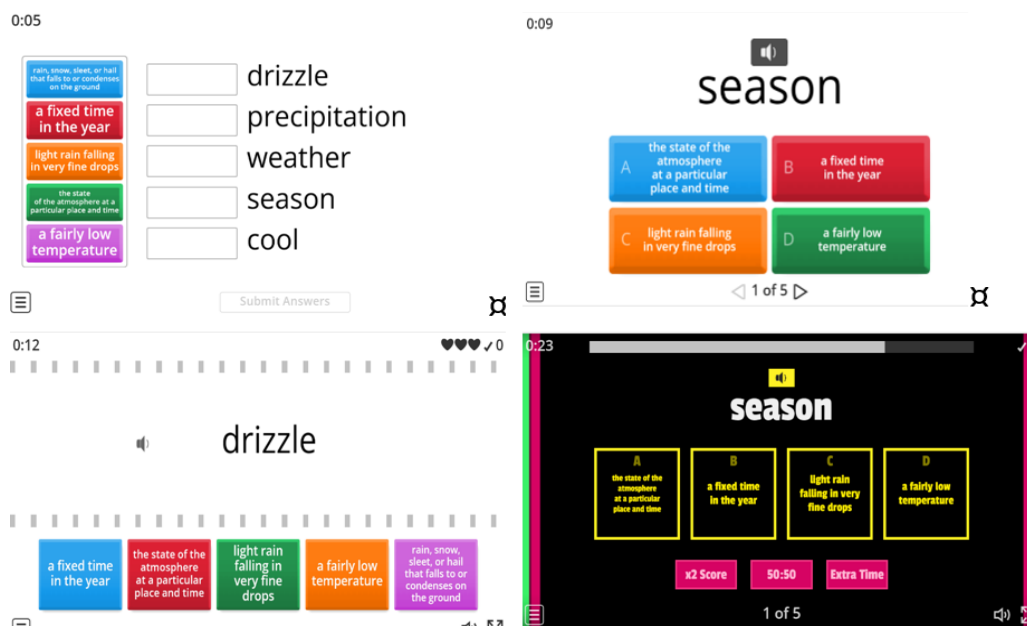 0:05
rain, snow, sleet, or hail
that falls to or condenses
on the ground
a fixed time
in the year
light rain falling
in very fine drops
the state
of the atmosphere at a
particular place and time
a fairly low
temperature
drizzle
precipitation
weather
season
cool
Submit Answers
0:09
season
A
the state of the
atmosphere
at a particular
place and time
B
a fixed time
in the year
C
light rain falling
in very fine drops
D
a fairly low
temperature
1 of 5
0:12
0
drizzle
a fixed time
in the year
the state of the
atmosphere
at a particular
place and time
light rain
falling in
very fine
drops
a fairly low
temperature
rain, snow,
sleet, or hail
that falls to or
condenses on
the ground
0:23
season
A
the state of the
atmosphere
at a particular
place and time
B
a fixed time
in the year
C
light rain
falling in very
fine drops
D
a fairly low
temperature
x2 Score
50:50
Extra Time
1 of 5